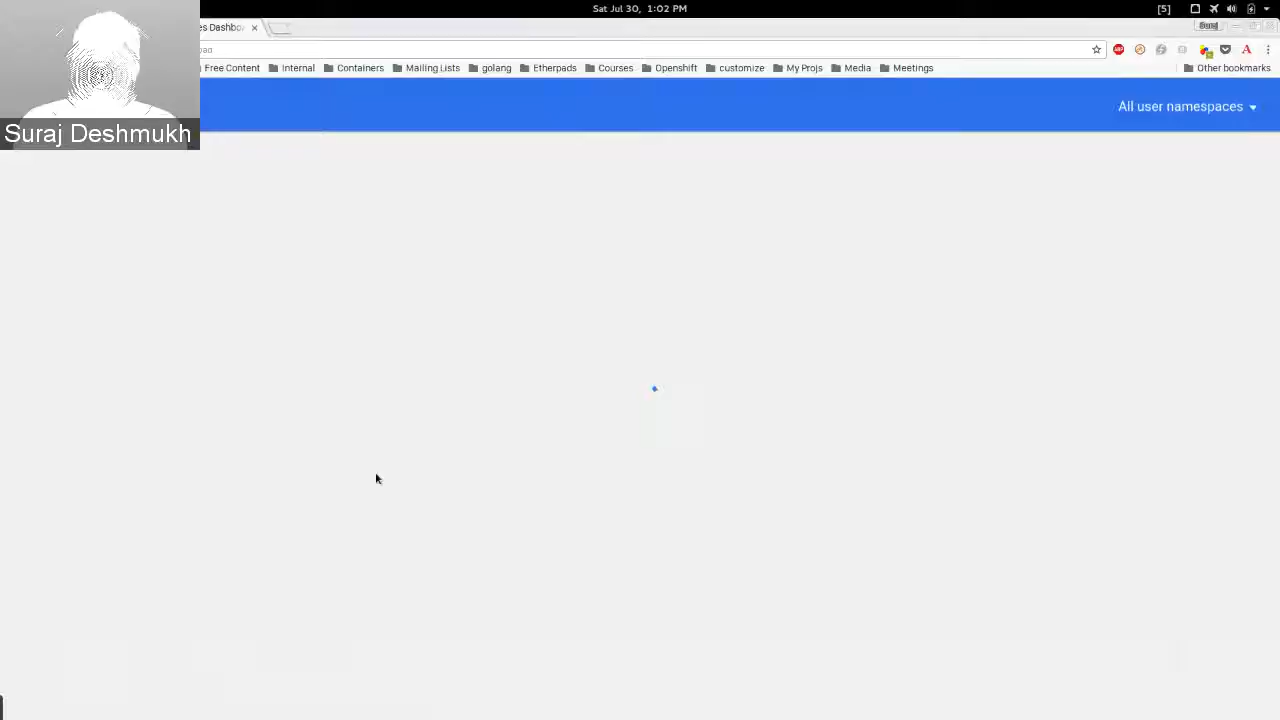 Sat Jul 30, 1:02 PM
[5]
es Dashbo
Suraj
Free Content Internal Containers Mailing Lists golang Etherpads Courses Openshift customize My Projs Media Meetings Other bookmarks
All user namespaces
Suraj Deshmukh